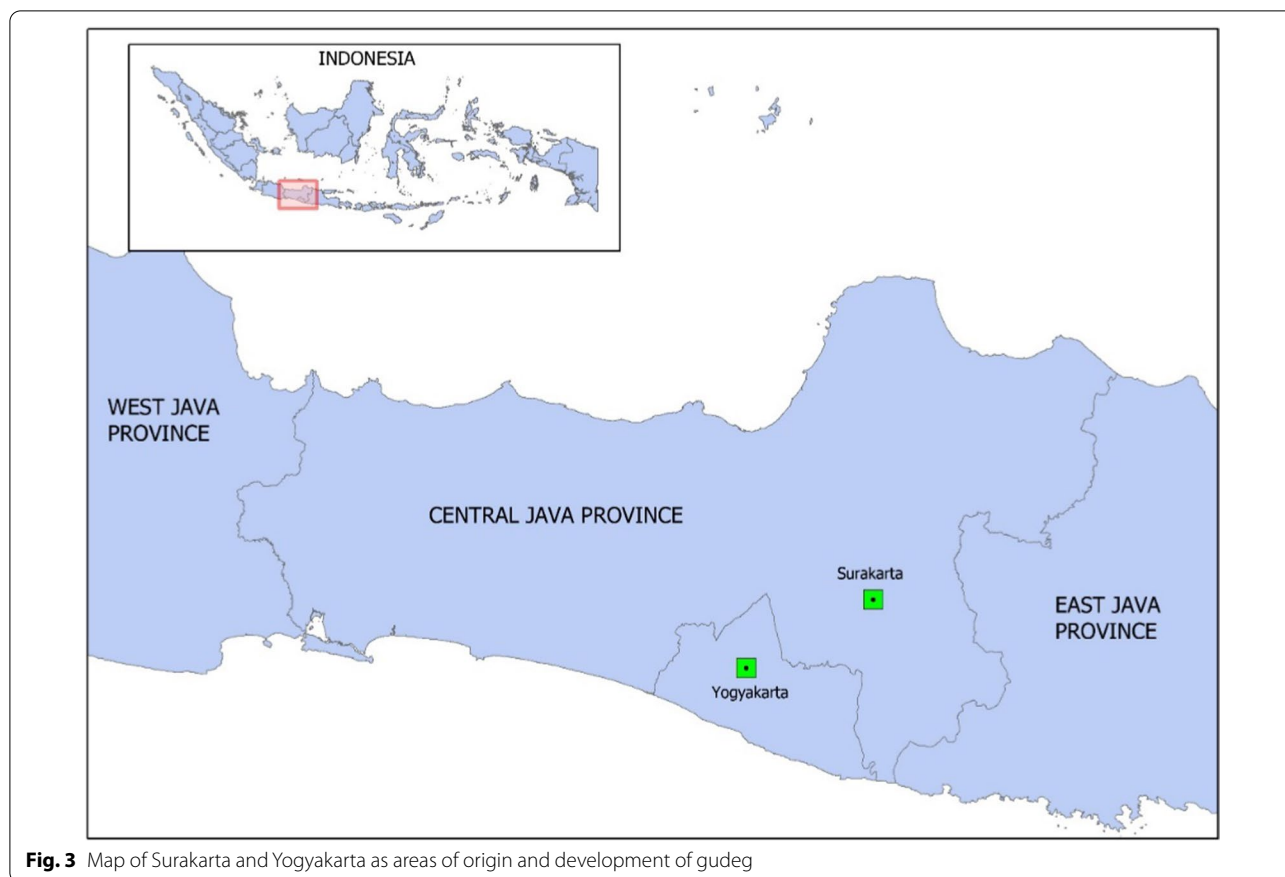 INDONESIA
WEST JAVA
PROVINCE
CENTRAL JAVA PROVINCE
Surakarta
EAST JAVA
PROVINCE
Yogyakarta
Fig. 3 Map of Surakarta and Yogyakarta as areas of origin and development of gudeg